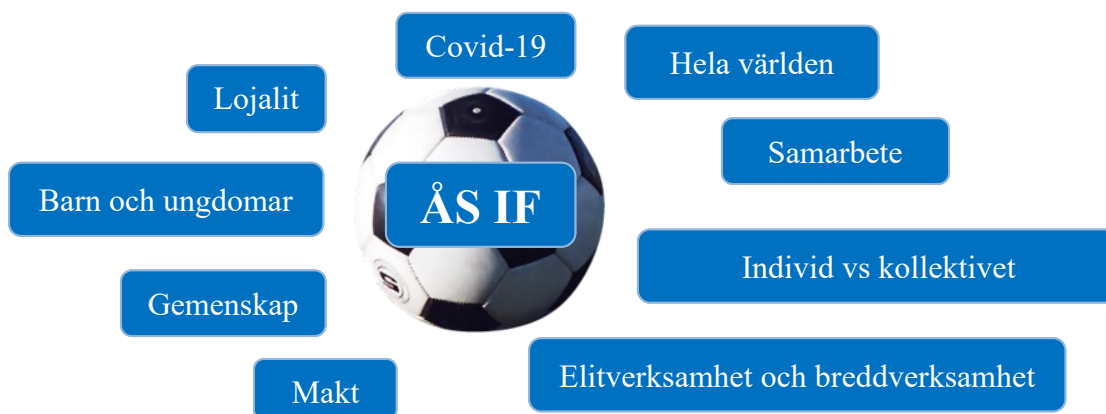 Covid-19
Hela världen
Lojalit
Samarbete
Barn och ungdomar
ÅS IF
Individ vs kollektivet
Gemenskap
Elitverksamhet och breddverksamhet
Makt